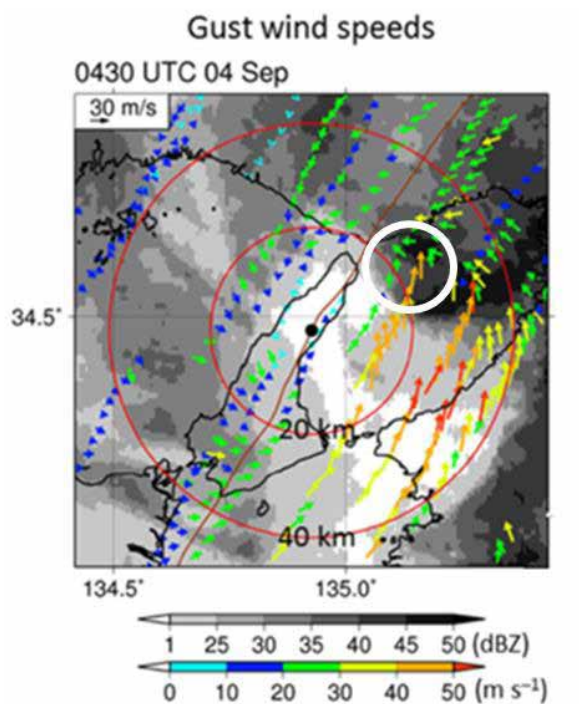 Gust wind speeds
0430 UTC 04 Sep
30 m/s
34.5°
20 km
40 km
134.5° 135.0°
1 25 30 35 40 45 50 (dBZ)
0 10 20 30 40 50 (m s⁻¹)